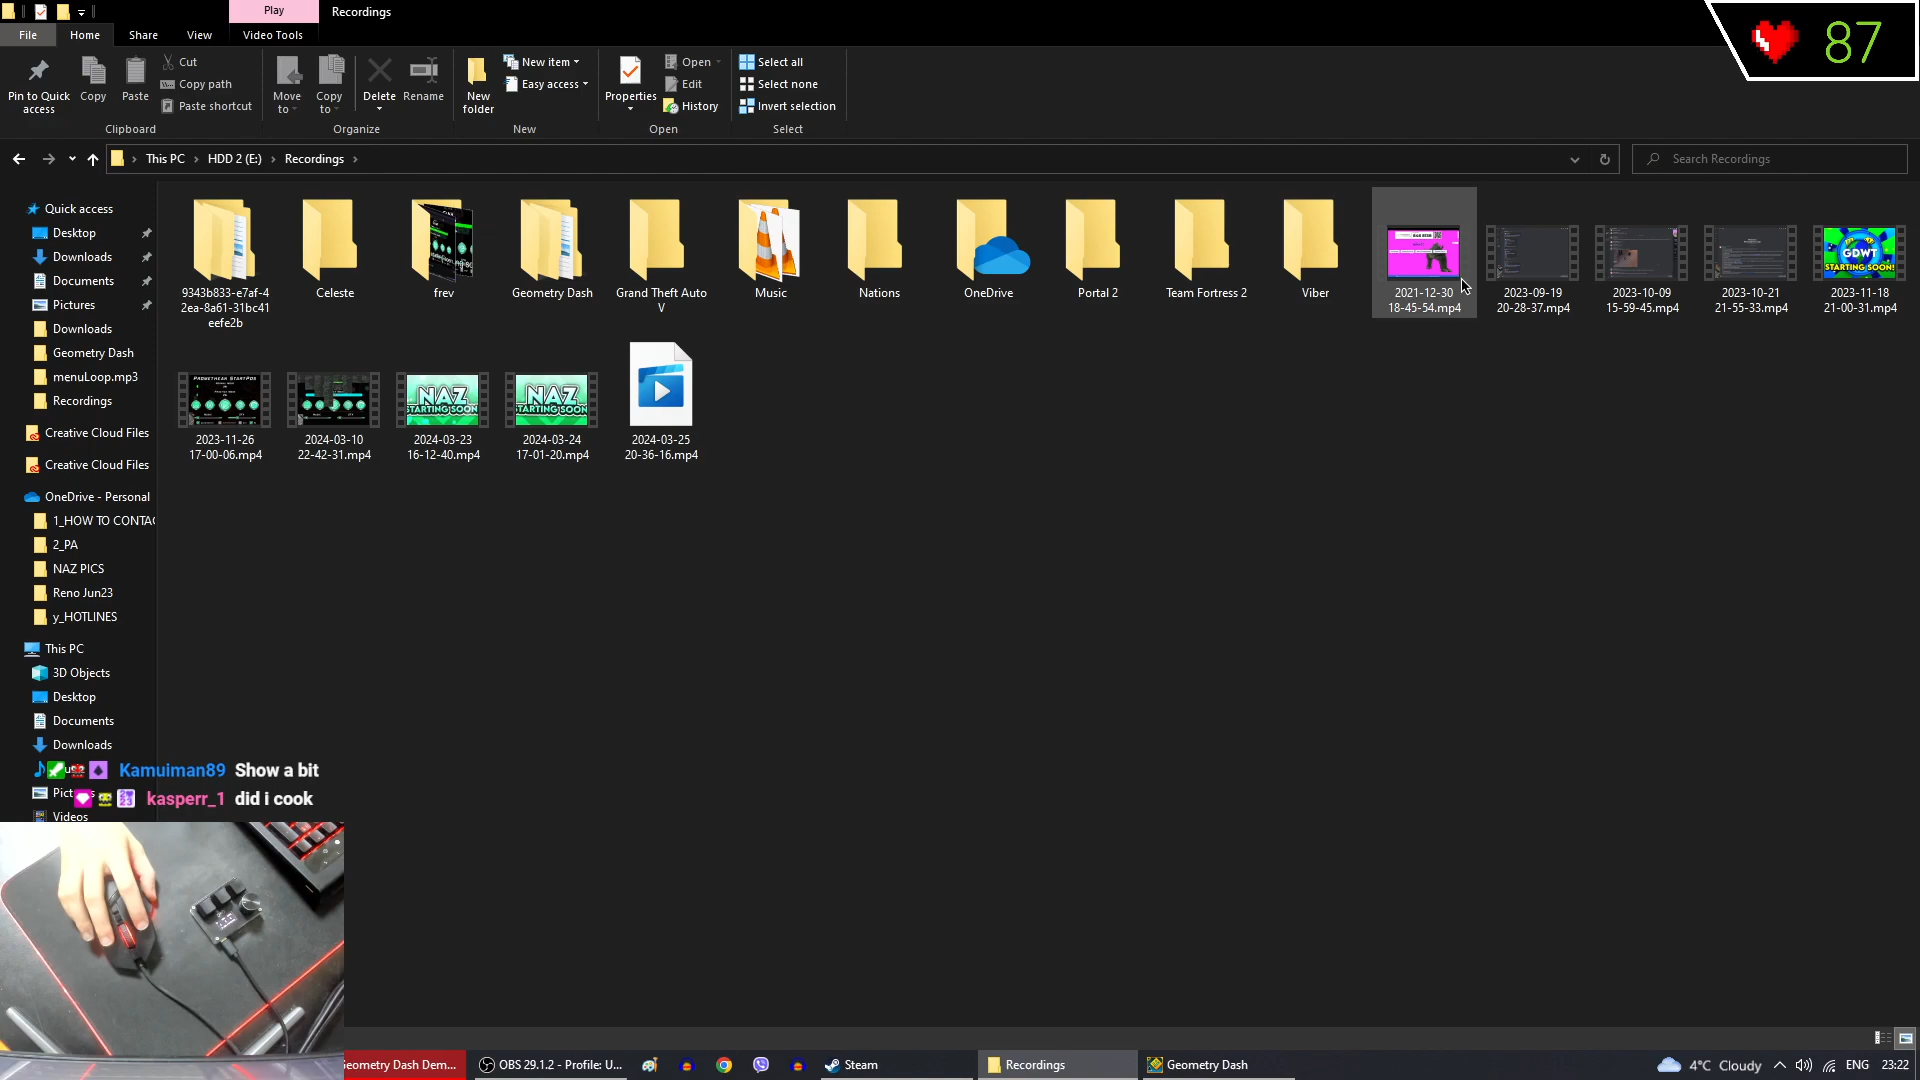 Play
Recordings
File
Home
Share
View
Video Tools
87
Pin to Quick
access
Copy
Paste
Cut
Copy path
Paste shortcut
Move
to
Copy
to
Delete
Rename
New
folder
New item
Easy access
Properties
Open
Edit
History
Select all
Select none
Invert selection
Clipboard
Organize
New
Open
Select
This PC
HDD 2 (E:)
Recordings
Search Recordings
Quick access
Desktop
Downloads
Documents
Pictures
Downloads
Geometry Dash
menuLoop.mp3
Recordings
Creative Cloud Files
Creative Cloud Files
OneDrive - Personal
1_HOW TO CONTAC
2_PA
NAZ PICS
Reno Jun23
y_HOTLINES
This PC
3D Objects
Desktop
Documents
Downloads
Videos
9343b833-e7af-4
2ea-8a61-31bc41
eefe2b
Celeste
frev
Geometry Dash
Grand Theft Auto
V
Music
Nations
OneDrive
Portal 2
Team Fortress 2
Viber
2021-12-30
18-45-54.mp4
2023-09-19
20-28-37.mp4
2023-10-09
15-59-45.mp4
2023-10-21
21-55-33.mp4
GDWT
STARTING SOON!
2023-11-18
21-00-31.mp4
2023-11-26
17-00-06.mp4
2024-03-10
22-42-31.mp4
NAZ
STARTING SOON
2024-03-23
16-12-40.mp4
NAZ
STARTING SOON
2024-03-24
17-01-20.mp4
2024-03-25
20-36-16.mp4
Kamuiman89 Show a bit
kasperr_1 did i cook
Geometry Dash Dem...
OBS 29.1.2 - Profile: U...
Steam
Recordings
Geometry Dash
4°C Cloudy
ENG
23:22